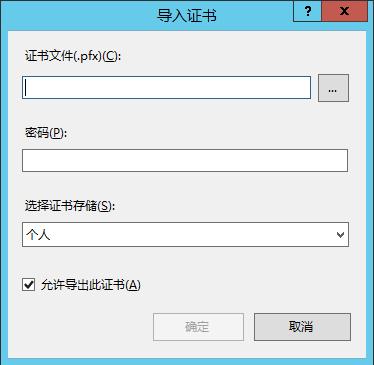 导入证书
? x
证书文件(.pfx)(C):
...
密码(P):
选择证书存储(S):
个人
允许导出此证书(A)
确定
取消